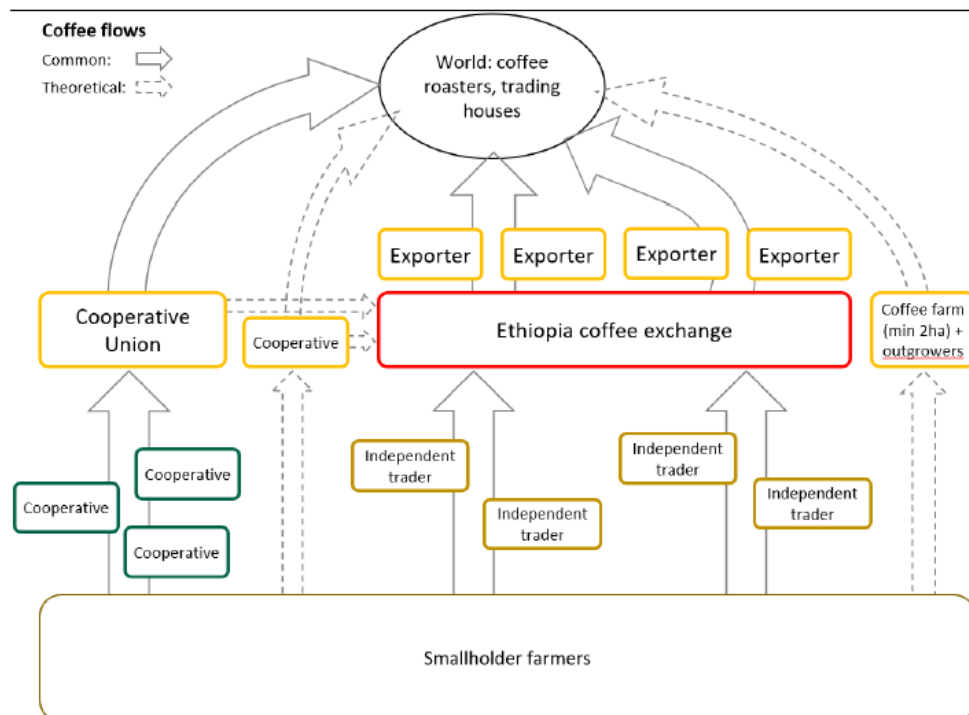 Coffee flows
Common:
Theoretical:
World: coffee
roasters, trading
houses
Exporter
Exporter
Exporter
Exporter
Cooperative
Union
Cooperative
Ethiopia coffee exchange
Coffee farm
(min 2ha) +
outgrowers
Cooperative
Cooperative
Cooperative
Independent
trader
Independent
trader
Independent
trader
Independent
trader
Smallholder farmers